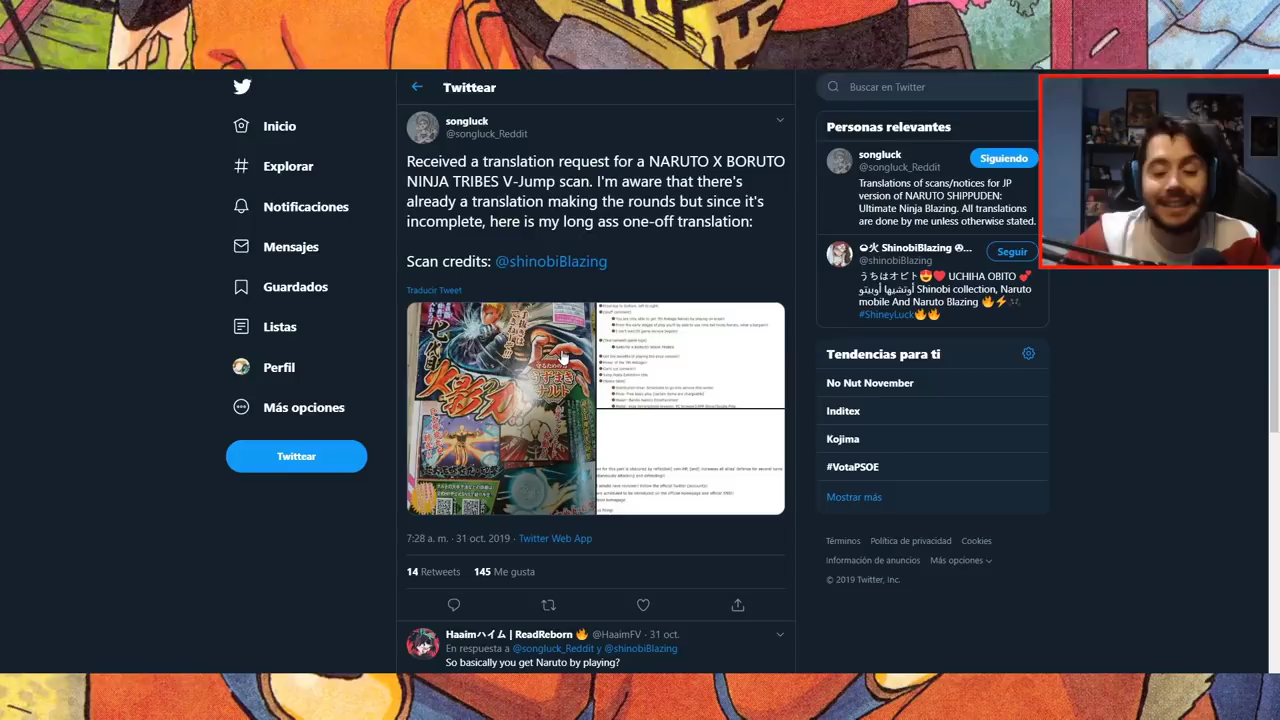 Twittear
Buscar en Twitter
Inicio
Explorar
Notificaciones
Mensajes
Guardados
Listas
Perfil
Más opciones
Twittear
songluck
@songluck_Reddit
Received a translation request for a NARUTO X BORUTO
NINJA TRIBES V-Jump scan. I'm aware that there's
already a translation making the rounds but since it's
incomplete, here is my long ass one-off translation:
Scan credits: @shinobiBlazing
Traducir Tweet
7:28 a. m. · 31 oct. 2019 · Twitter Web App
14 Retweets 145 Me gusta
Haaimハイム | ReadReborn @HaaimFV · 31 oct.
En respuesta a @songluck_Reddit y @shinobiBlazing
So basically you get Naruto by playing?
Personas relevantes
songluck
@songluck_Reddit
Siguiendo
Translations of scans/notices for JP
version of NARUTO SHIPPUDEN:
Ultimate Ninja Blazing. All translations
are done by me unless otherwise stated.
火 ShinobiBlazing
@shinobiBlazing
Seguir
うちはオビト😍❤️ UCHIHA OBITO
Shinobi collection, Naruto
mobile And Naruto Blazing 🔥⚡
#ShineyLuck🔥🔥
Tendencias para ti
No Nut November
Inditex
Kojima
#VotaPSOE
Mostrar más
Términos Política de privacidad Cookies
Información de anuncios Más opciones
© 2019 Twitter, Inc.